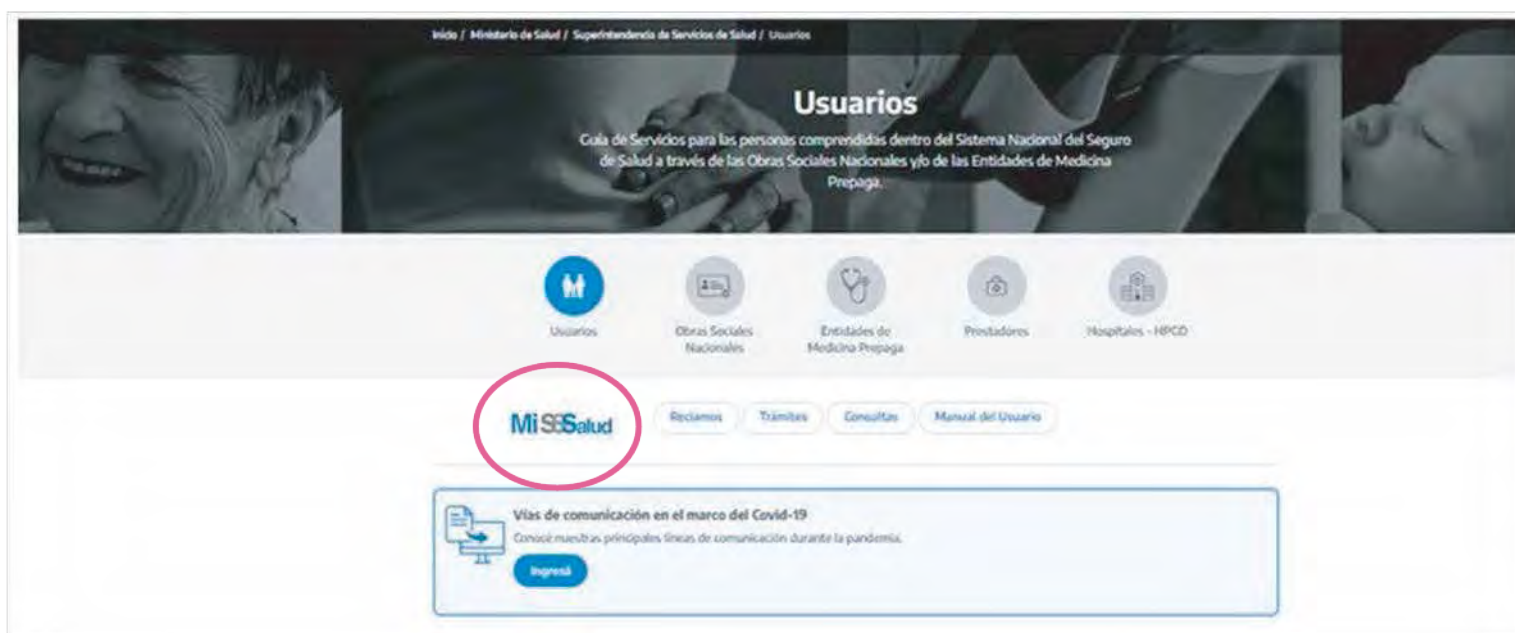 Inicio / Ministerio de Salud / Superintendencia de Servicios de Salud / Usuarios
Usuarios
Guía de Servicios para las personas comprendidas dentro del Sistema Nacional del Seguro
de Salud a través de las Obras Sociales Nacionales y/o de las Entidades de Medicina
Prepaga.
Usuarios
Obras Sociales
Nacionales
Entidades de
Medicina Prepaga
Prestadores
Hospitales - HPGD
Mi SSSalud
Reclamos
Trámites
Consultas
Manual del Usuario
Vías de comunicación en el marco del Covid-19
Conocé nuestras principales líneas de comunicación durante la pandemia.
Ingresá